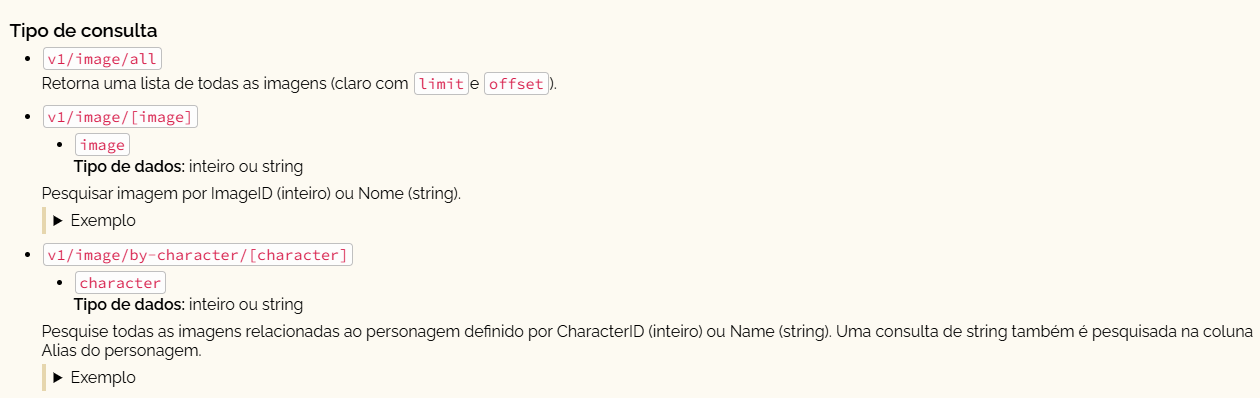 Tipo de consulta
v1/image/all
Retorna uma lista de todas as imagens (claro com limit e offset).
v1/image/[image]
image
Tipo de dados: inteiro ou string
Pesquisar imagem por ImageID (inteiro) ou Nome (string).
Exemplo
v1/image/by-character/[character]
character
Tipo de dados: inteiro ou string
Pesquise todas as imagens relacionadas ao personagem definido por CharacterID (inteiro) ou Name (string). Uma consulta de string também é pesquisada na coluna
Alias do personagem.
Exemplo